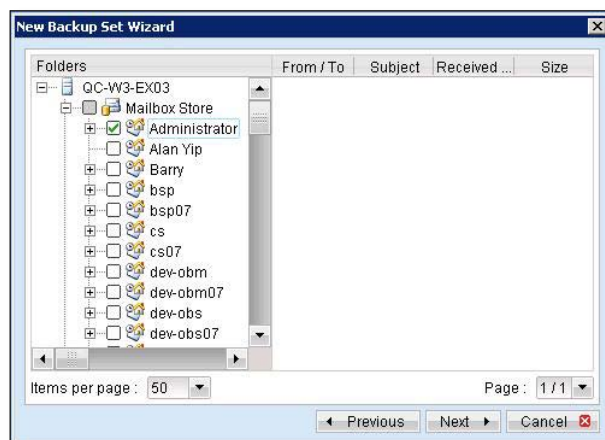 New Backup Set Wizard
Folders From / To Subject Received ... Size
QC-W3-EX03
Mailbox Store
Administrator
Alan Yip
Barry
bsp
bsp07
cs
cs07
dev-obm
dev-obm07
dev-obs
dev-obs07
Items per page : 50 Page : 1 / 1
Previous Next Cancel